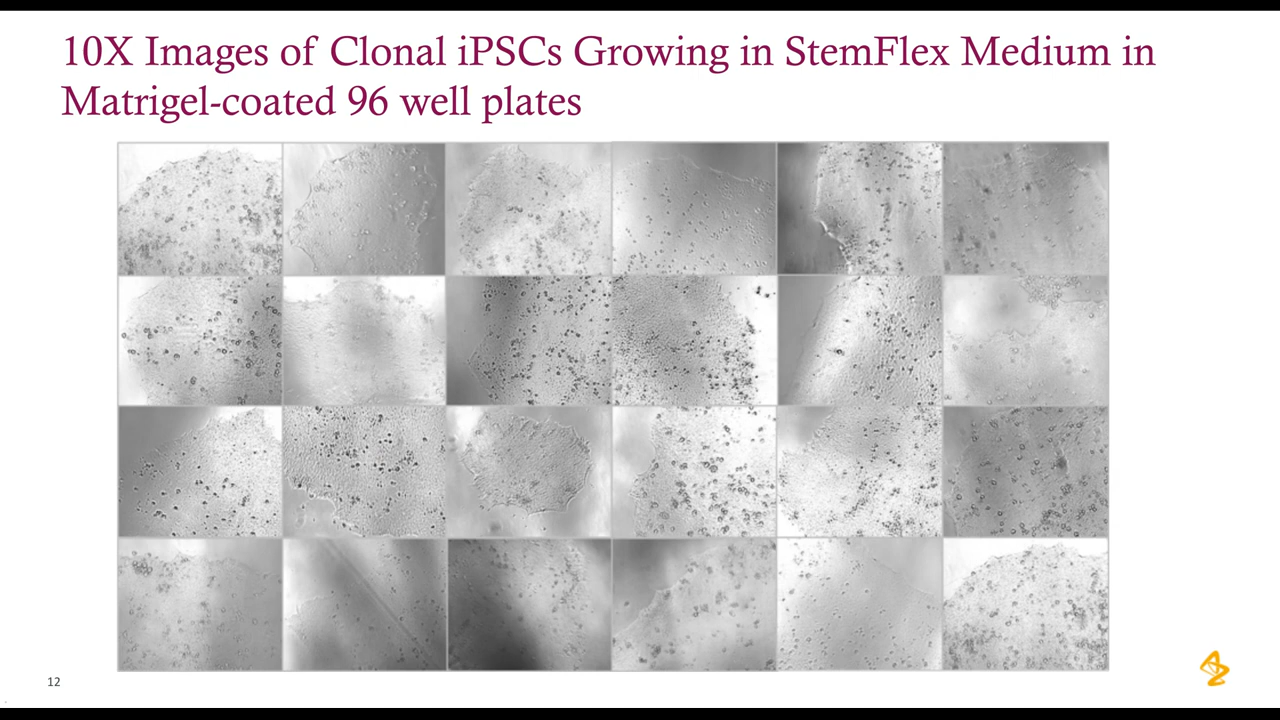 10X Images of Clonal iPSCs Growing in StemFlex Medium in
Matrigel-coated 96 well plates
12